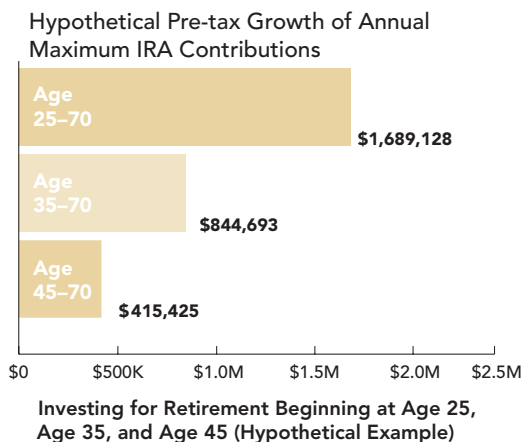 Hypothetical Pre-tax Growth of Annual
Maximum IRA Contributions
Age
25–70
$1,689,128
Age
35–70
$844,693
Age
45–70
$415,425
$0 $500K $1.0M $1.5M $2.0M $2.5M
Investing for Retirement Beginning at Age 25,
Age 35, and Age 45 (Hypothetical Example)